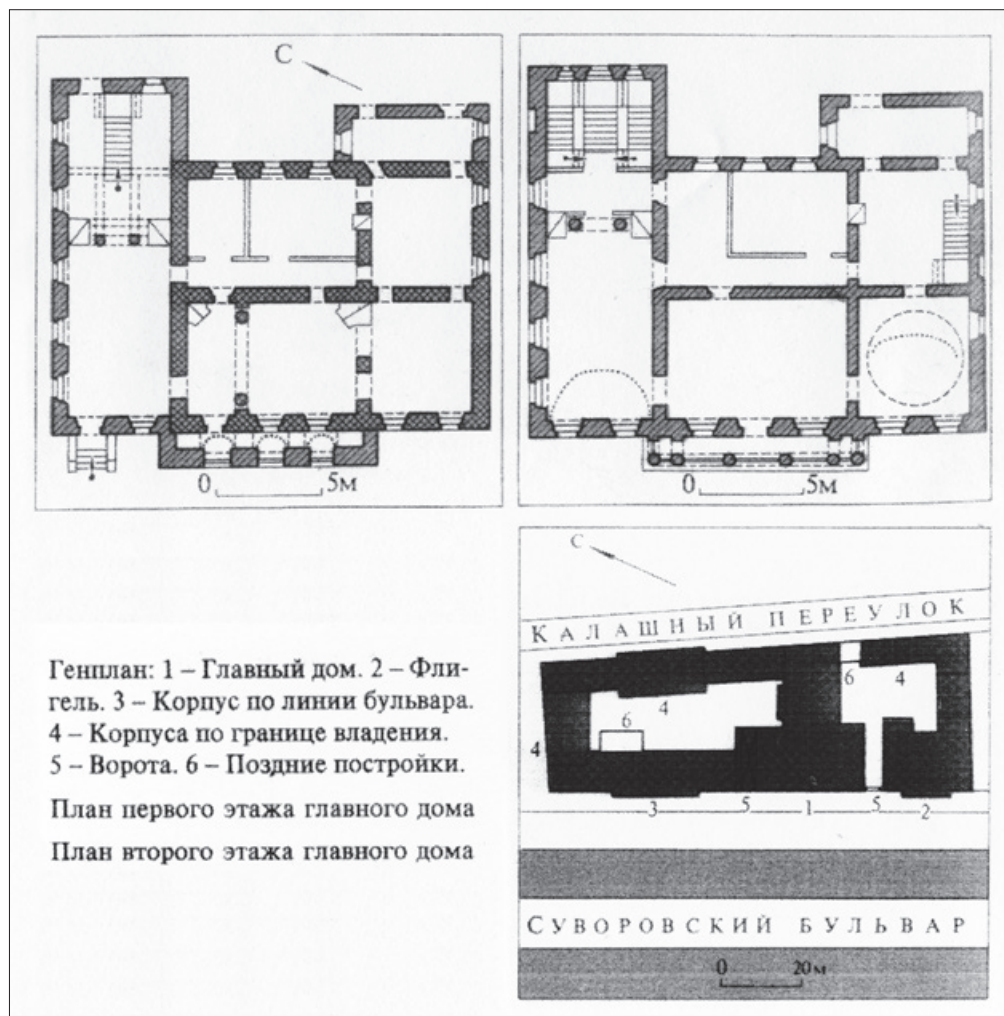 С
0 5м
0 5м
С
КАЛАШНЫЙ ПЕРЕУЛОК
6 4
6 4
4
3 5 1 5 2
СУВОРОВСКИЙ БУЛЬВАР
0 20м
Генплан: 1 – Главный дом. 2 – Фли-
гель. 3 – Корпус по линии бульвара.
4 – Корпуса по границе владения.
5 – Ворота. 6 – Поздние постройки.
План первого этажа главного дома
План второго этажа главного дома